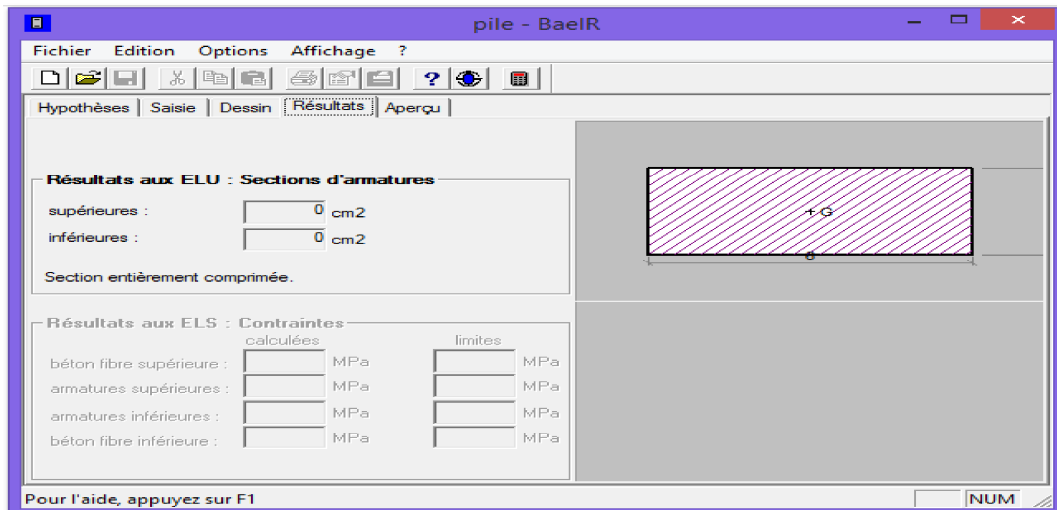 pile - BaelR
Fichier Edition Options Affichage ?
Hypothèses Saisie Dessin Résultats Aperçu
Résultats aux ELU : Sections d'armatures
supérieures : 0 cm2
inférieures : 0 cm2
Section entièrement comprimée.
+ G
Résultats aux ELS : Contraintes
calculées limites
béton fibre supérieure : MPa MPa
armatures supérieures : MPa MPa
armatures inférieures : MPa MPa
béton fibre inférieure : MPa MPa
Pour l'aide, appuyez sur F1
NUM